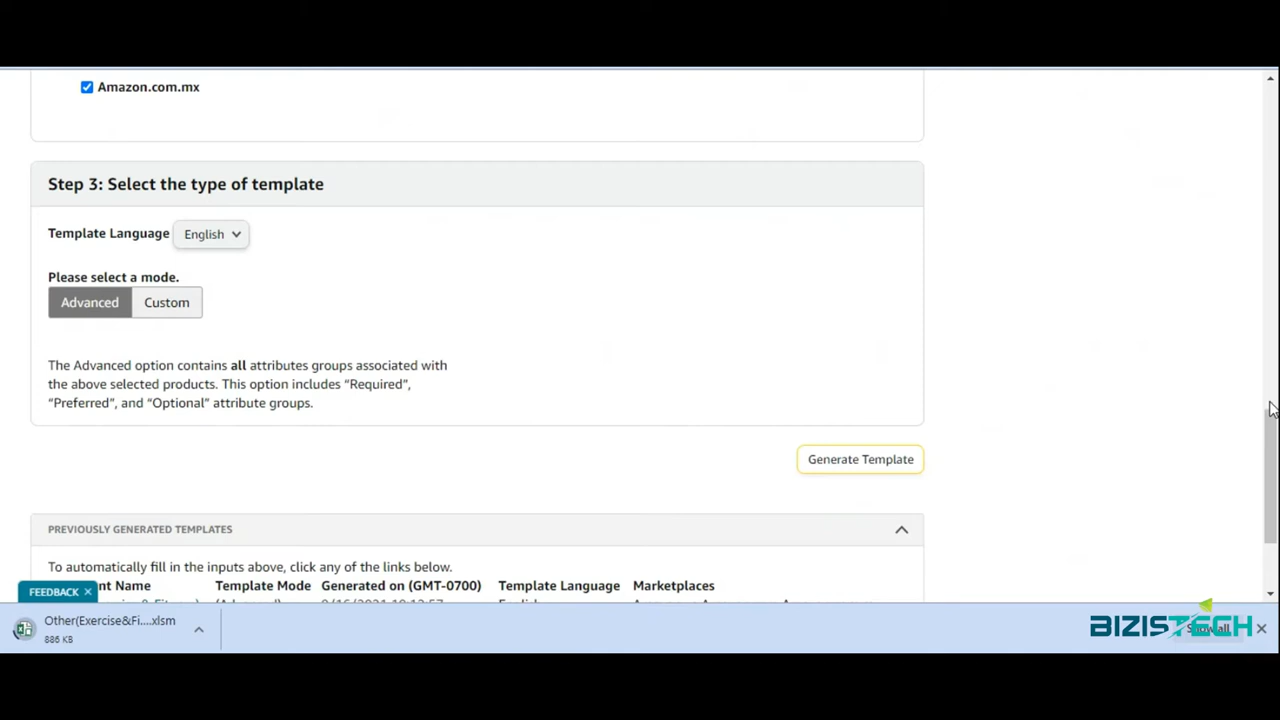 Amazon.com.mx
Step 3: Select the type of template
Template Language English
Please select a mode.
Advanced Custom
The Advanced option contains all attributes groups associated with
the above selected products. This option includes “Required”,
“Preferred”, and “Optional” attribute groups.
Generate Template
PREVIOUSLY GENERATED TEMPLATES
To automatically fill in the inputs above, click any of the links below.
Name Template Mode Generated on (GMT-0700) Template Language Marketplaces
FEEDBACK ×
Other(Exercise&Fi....xlsm
886 KB
Show all
BIZISTECH